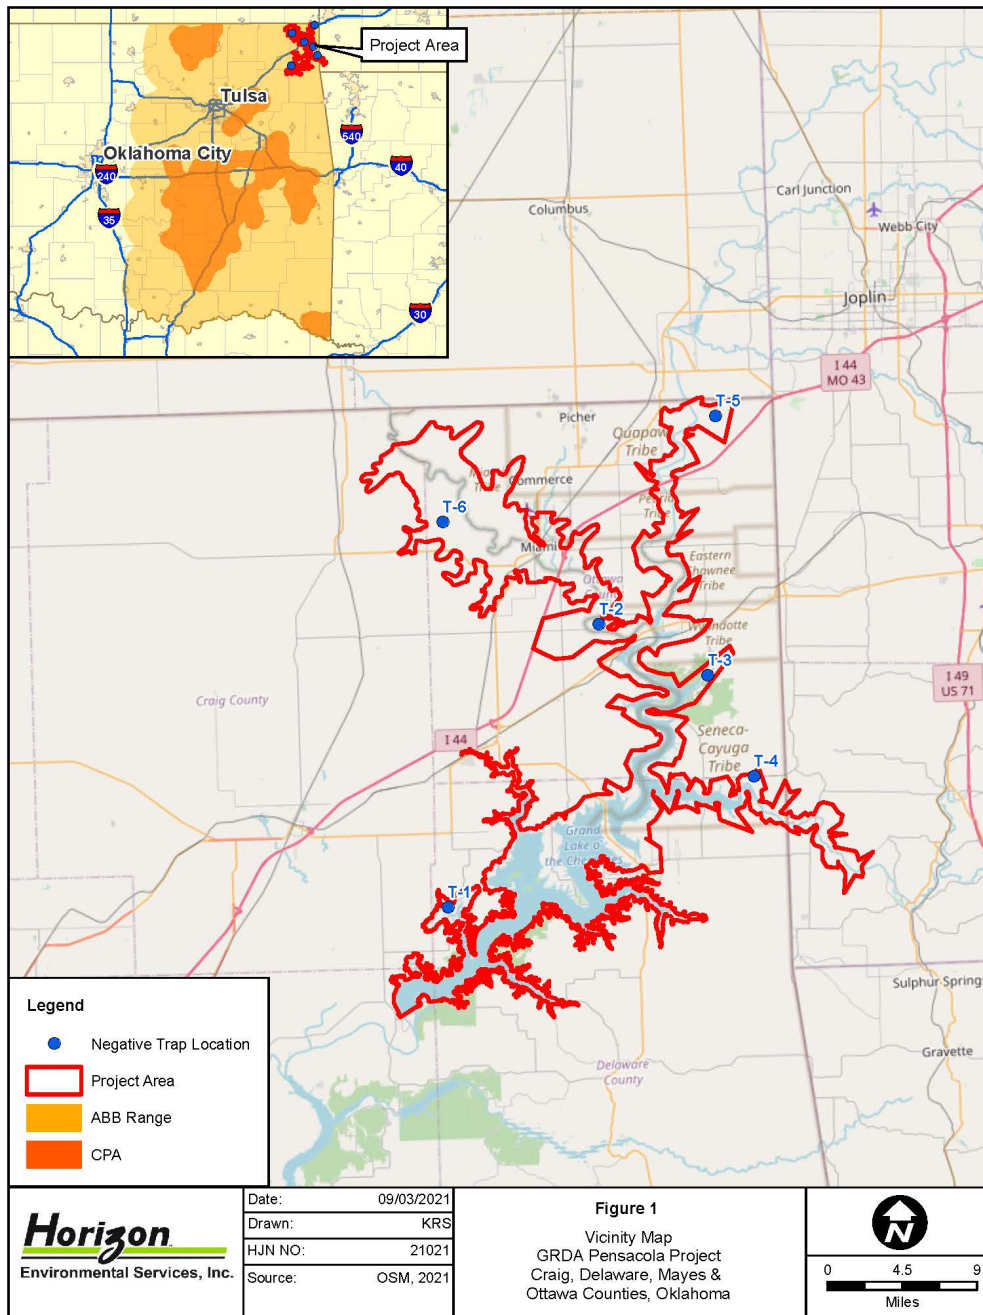 Project Area
Tulsa
Oklahoma City
540
40
240
35
30
Columbus
Carl Junction
Webb City
Joplin
I 44
MO 43
T-5
Picher
Quapaw
Tribe
Commerce
T-6
Peoria
Tribe
Miami
Eastern
Shawnee
Tribe
Ottawa
County
T-2
Wyandotte
Tribe
T-3
I 49
US 71
Craig County
I 44
Seneca-
Cayuga
Tribe
T-4
Grand
Lake o'
the Cherokees
T-1
Sulphur Springs
Gravette
Delaware
County
Legend
Negative Trap Location
Project Area
ABB Range
CPA
Horizon
Environmental Services, Inc.
Date: 09/03/2021
Drawn: KRS
HJN NO: 21021
Source: OSM, 2021
Figure 1
Vicinity Map
GRDA Pensacola Project
Craig, Delaware, Mayes &
Ottawa Counties, Oklahoma
N
0 4.5 9
Miles